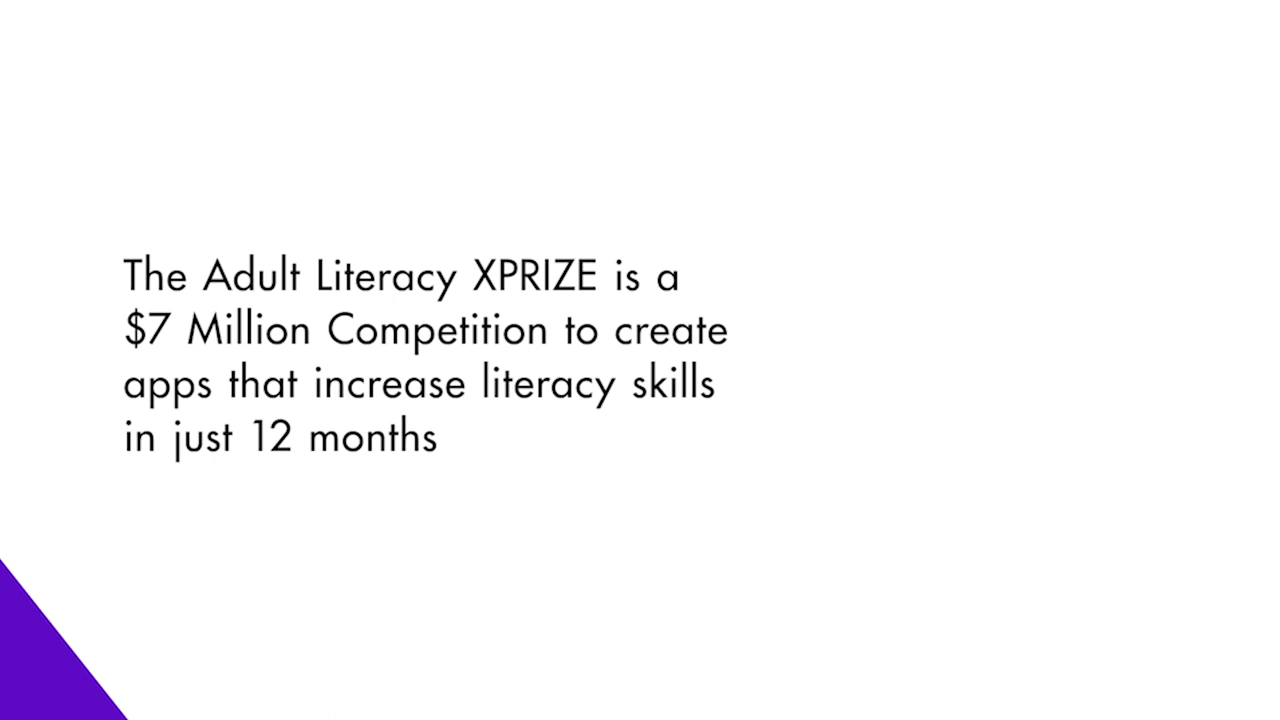 The Adult Literacy XPRIZE is a
$7 Million Competition to create
apps that increase literacy skills
in just 12 months